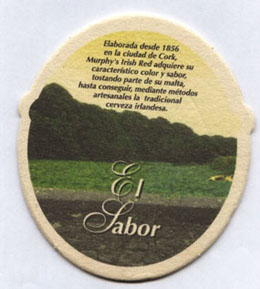 Elaborada desde 1856
en la ciudad de Cork,
Murphy's Irish Red adquiere su
característico color y sabor,
tostando parte de su malta,
hasta conseguir, mediante métodos
artesanales la tradicional
cerveza irlandesa.
El
Sabor